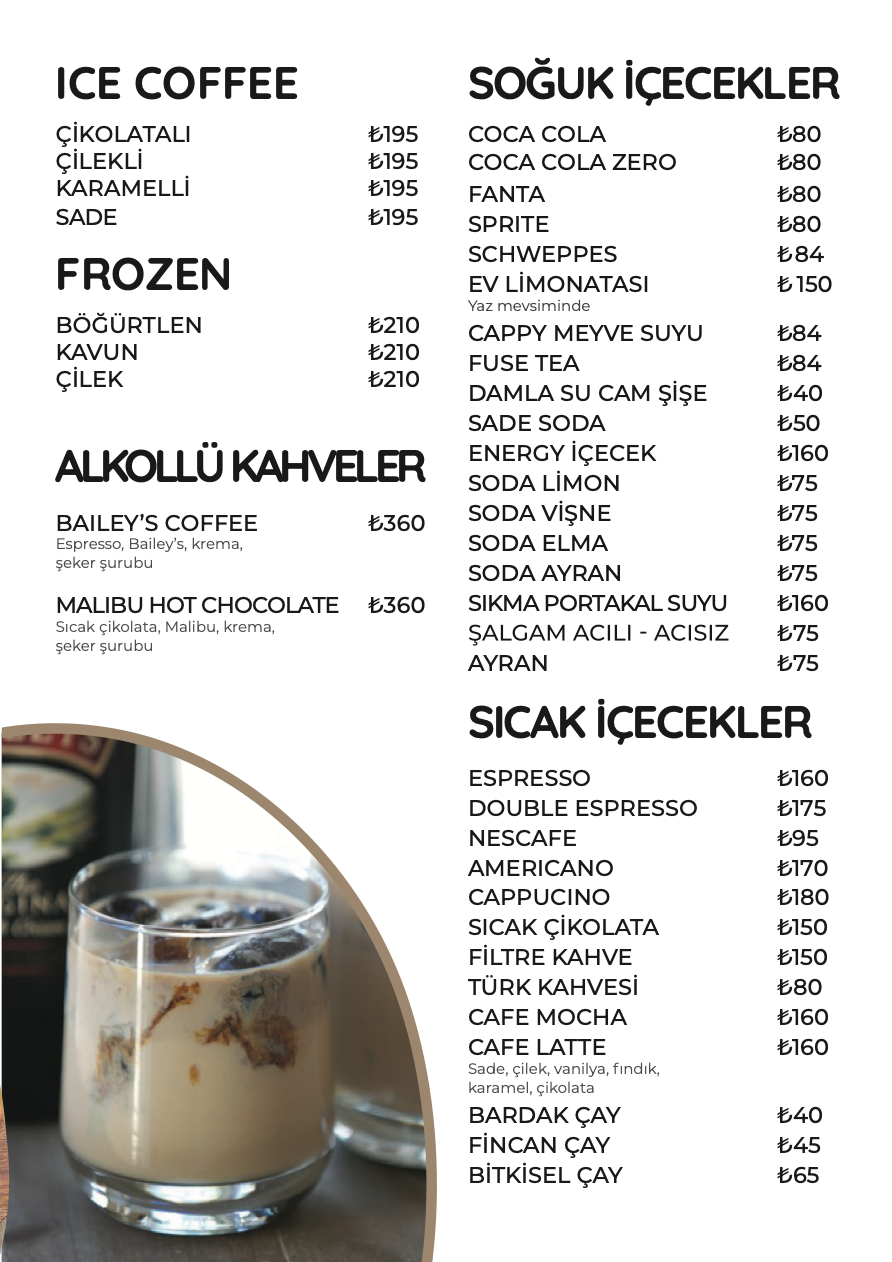 ICE COFFEE
ÇİKOLATALI ₺195
ÇİLEKLİ ₺195
KARAMELLİ ₺195
SADE ₺195
FROZEN
BÖĞÜRTLEN ₺210
KAVUN ₺210
ÇİLEK ₺210
ALKOLLÜ KAHVELER
BAILEY’S COFFEE ₺360
Espresso, Bailey’s, krema,
şeker şurubu
MALIBU HOT CHOCOLATE ₺360
Sıcak çikolata, Malibu, krema,
şeker şurubu
SOĞUK İÇECEKLER
COCA COLA ₺80
COCA COLA ZERO ₺80
FANTA ₺80
SPRITE ₺80
SCHWEPPES ₺84
EV LİMONATASI ₺150
Yaz mevsiminde
CAPPY MEYVE SUYU ₺84
FUSE TEA ₺84
DAMLA SU CAM ŞİŞE ₺40
SADE SODA ₺50
ENERGY İÇECEK ₺160
SODA LİMON ₺75
SODA VİŞNE ₺75
SODA ELMA ₺75
SODA AYRAN ₺75
SIKMA PORTAKAL SUYU ₺160
ŞALGAM ACILI - ACISIZ ₺75
AYRAN ₺75
SICAK İÇECEKLER
ESPRESSO ₺160
DOUBLE ESPRESSO ₺175
NESCAFE ₺95
AMERICANO ₺170
CAPPUCINO ₺180
SICAK ÇİKOLATA ₺150
FİLTRE KAHVE ₺150
TÜRK KAHVESİ ₺80
CAFE MOCHA ₺160
CAFE LATTE ₺160
Sade, çilek, vanilya, fındık,
karamel, çikolata
BARDAK ÇAY ₺40
FİNCAN ÇAY ₺45
BİTKİSEL ÇAY ₺65